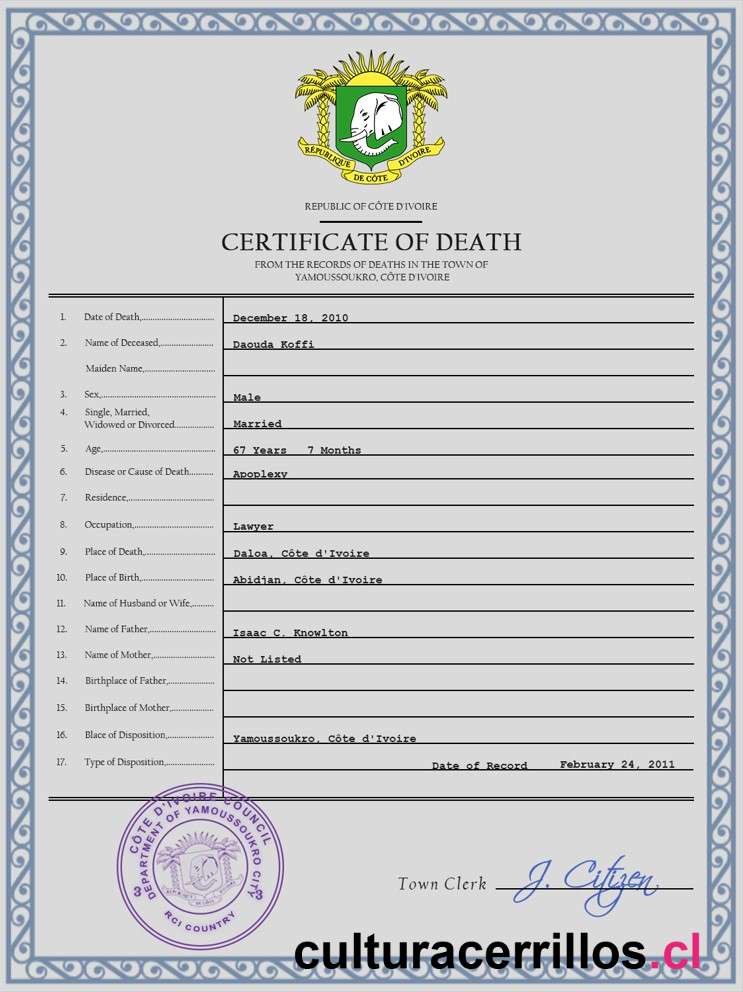 RÉPUBLIQUE DE CÔTE D'IVOIRE
REPUBLIC OF CÔTE D'IVOIRE
CERTIFICATE OF DEATH
FROM THE RECORDS OF DEATHS IN THE TOWN OF
YAMOUSSOUKRO, CÔTE D'IVOIRE
1. Date of Death,.............................. December 18, 2010
2. Name of Deceased,..................... Daouda Koffi
Maiden Name,............................
3. Sex,............................................. Male
4. Single, Married,
Widowed or Divorced................ Married
5. Age,............................................ 67 Years 7 Months
6. Disease or Cause of Death.......... Apoplexy
7. Residence,..................................
8. Occupation,................................ Lawyer
9. Place of Death,............................ Daloa, Côte d'Ivoire
10. Place of Birth,............................. Abidjan, Côte d'Ivoire
11. Name of Husband or Wife,.........
12. Name of Father,.......................... Isaac C. Knowlton
13. Name of Mother,........................ Not Listed
14. Birthplace of Father,..................
15. Birthplace of Mother,.................
16. Blace of Disposition,................... Yamoussoukro, Côte d'Ivoire
17. Type of Disposition,................... Date of Record February 24, 2011
CÔTE D'IVOIRE COUNCIL
DEPARTMENT OF YAMOUSSOUKRO CITY
3 3
RCI COUNTRY
Town Clerk J. Citizen
culturacerrillos.cl